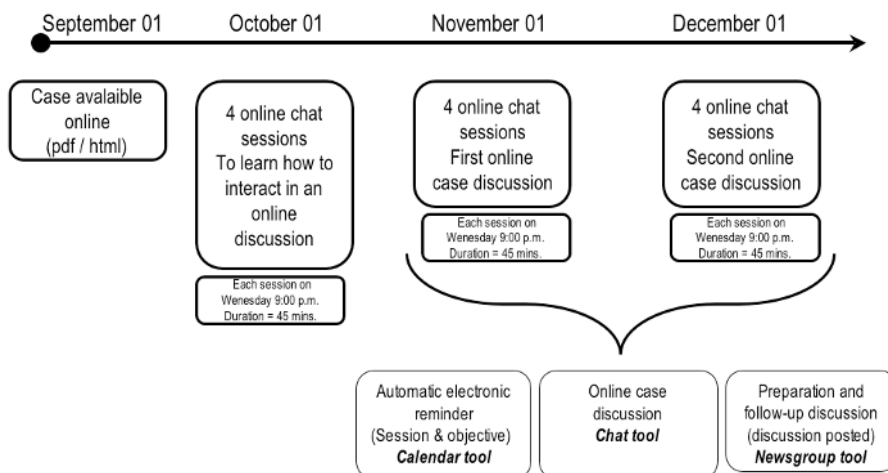 September 01
October 01
November 01
December 01
Case avalaible
online
(pdf / html)
4 online chat
sessions
To learn how to
interact in an
online
discussion
Each session on
Wenesday 9:00 p.m.
Duration = 45 mins.
4 online chat
sessions
First online
case discussion
Each session on
Wenesday 9:00 p.m.
Duration = 45 mins.
4 online chat
sessions
Second online
case discussion
Each session on
Wenesday 9:00 p.m.
Duration = 45 mins.
Automatic electronic
reminder
(Session & objective)
Calendar tool
Online case
discussion
Chat tool
Preparation and
follow-up discussion
(discussion posted)
Newsgroup tool